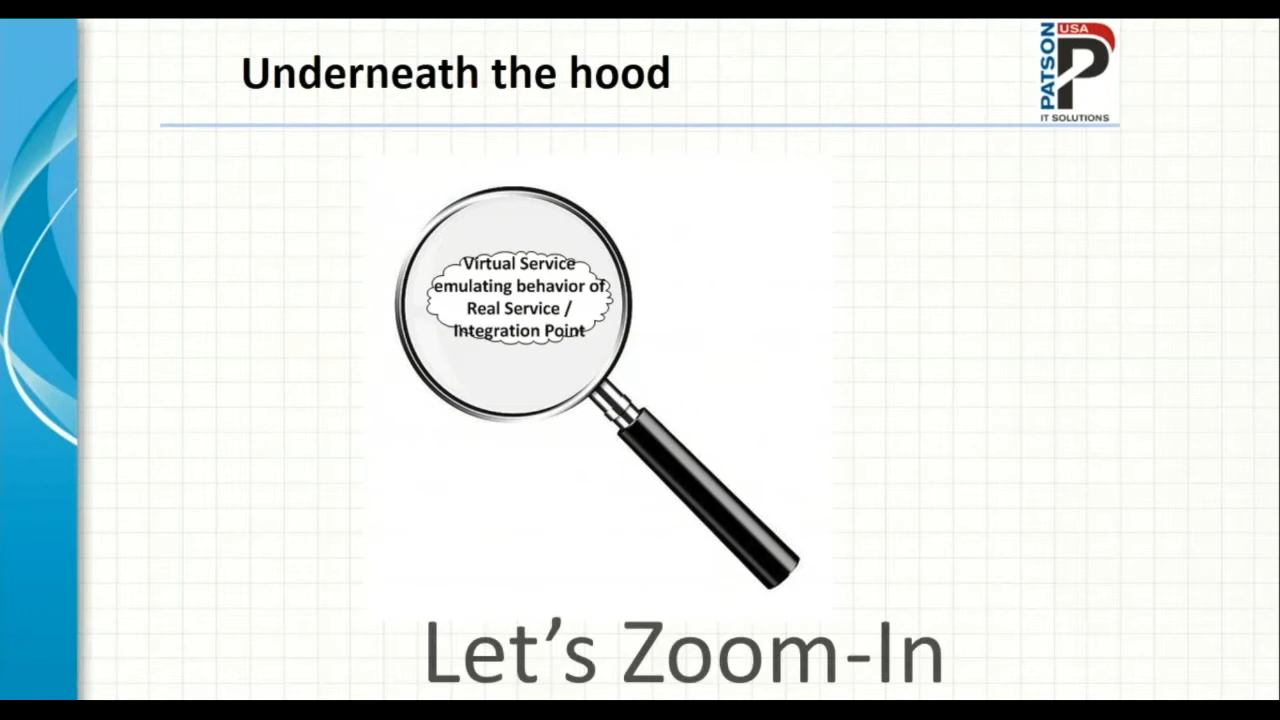 Underneath the hood
PATSON
USA
P
IT SOLUTIONS
Virtual Service
emulating behavior of
Real Service /
Integration Point
Let’s Zoom-In